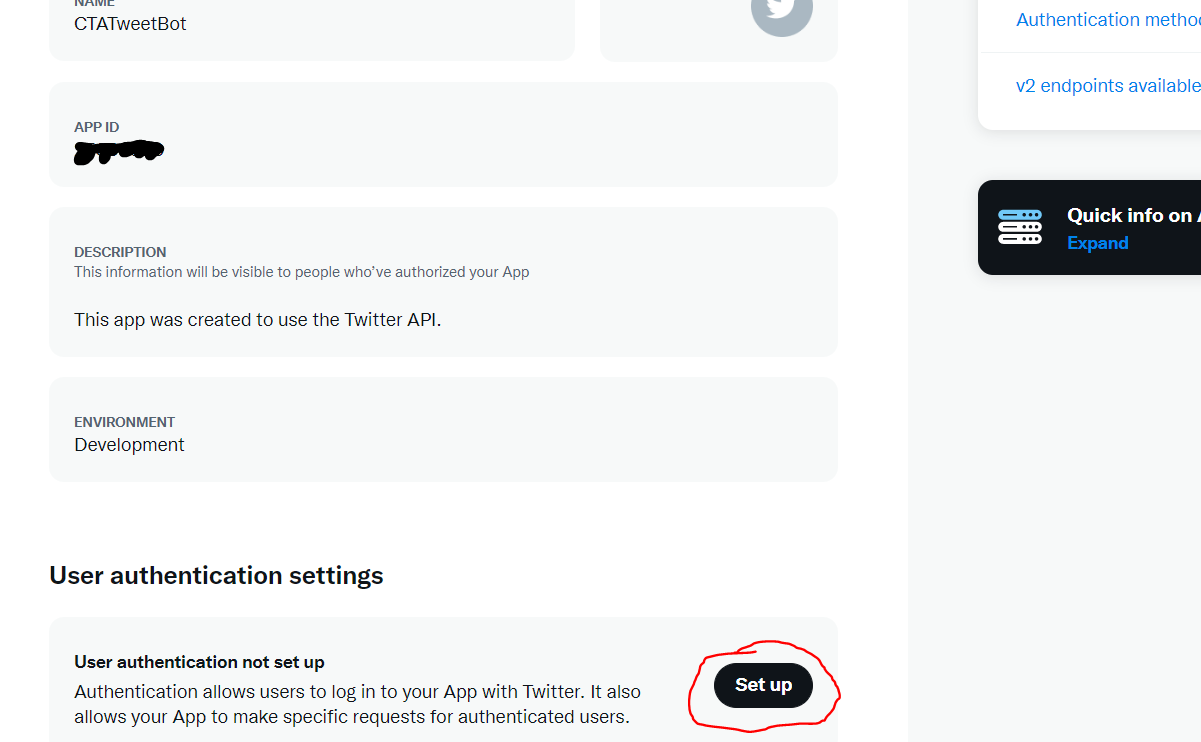 NAME
CTATweetBot
APP ID
DESCRIPTION
This information will be visible to people who’ve authorized your App
This app was created to use the Twitter API.
ENVIRONMENT
Development
User authentication settings
User authentication not set up
Authentication allows users to log in to your App with Twitter. It also
allows your App to make specific requests for authenticated users.
Set up
Authentication
v2 endpoints available
Quick info on
Expand